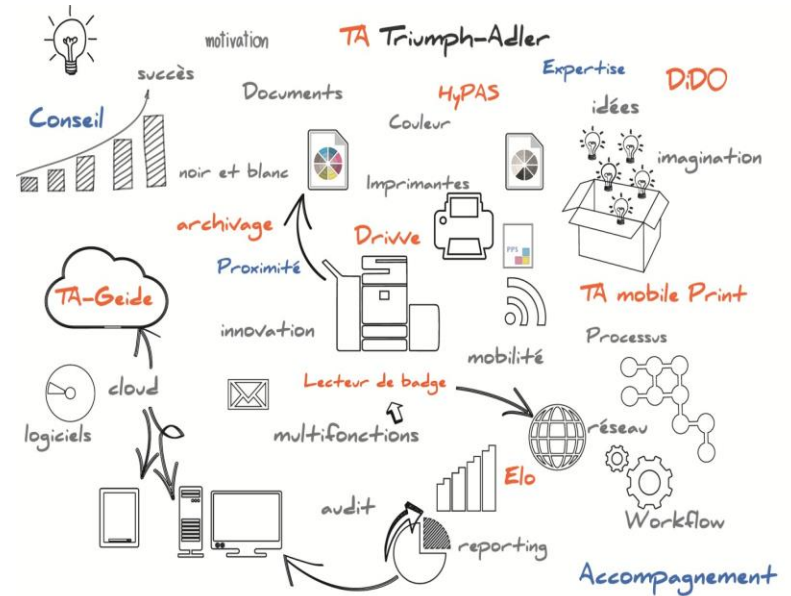 motivation
TA Triumph-Adler
Expertise
DiDO
succès
Documents
HyPAS
idées
Conseil
Couleur
imagination
noir et blanc
Imprimantes
archivage
Drivve
PPS
Proximité
TA-Geide
TA mobile Print
innovation
Processus
mobilité
Lecteur de badge
cloud
réseau
logiciels
multifonctions
Elo
audit
Workflow
reporting
Accompagnement